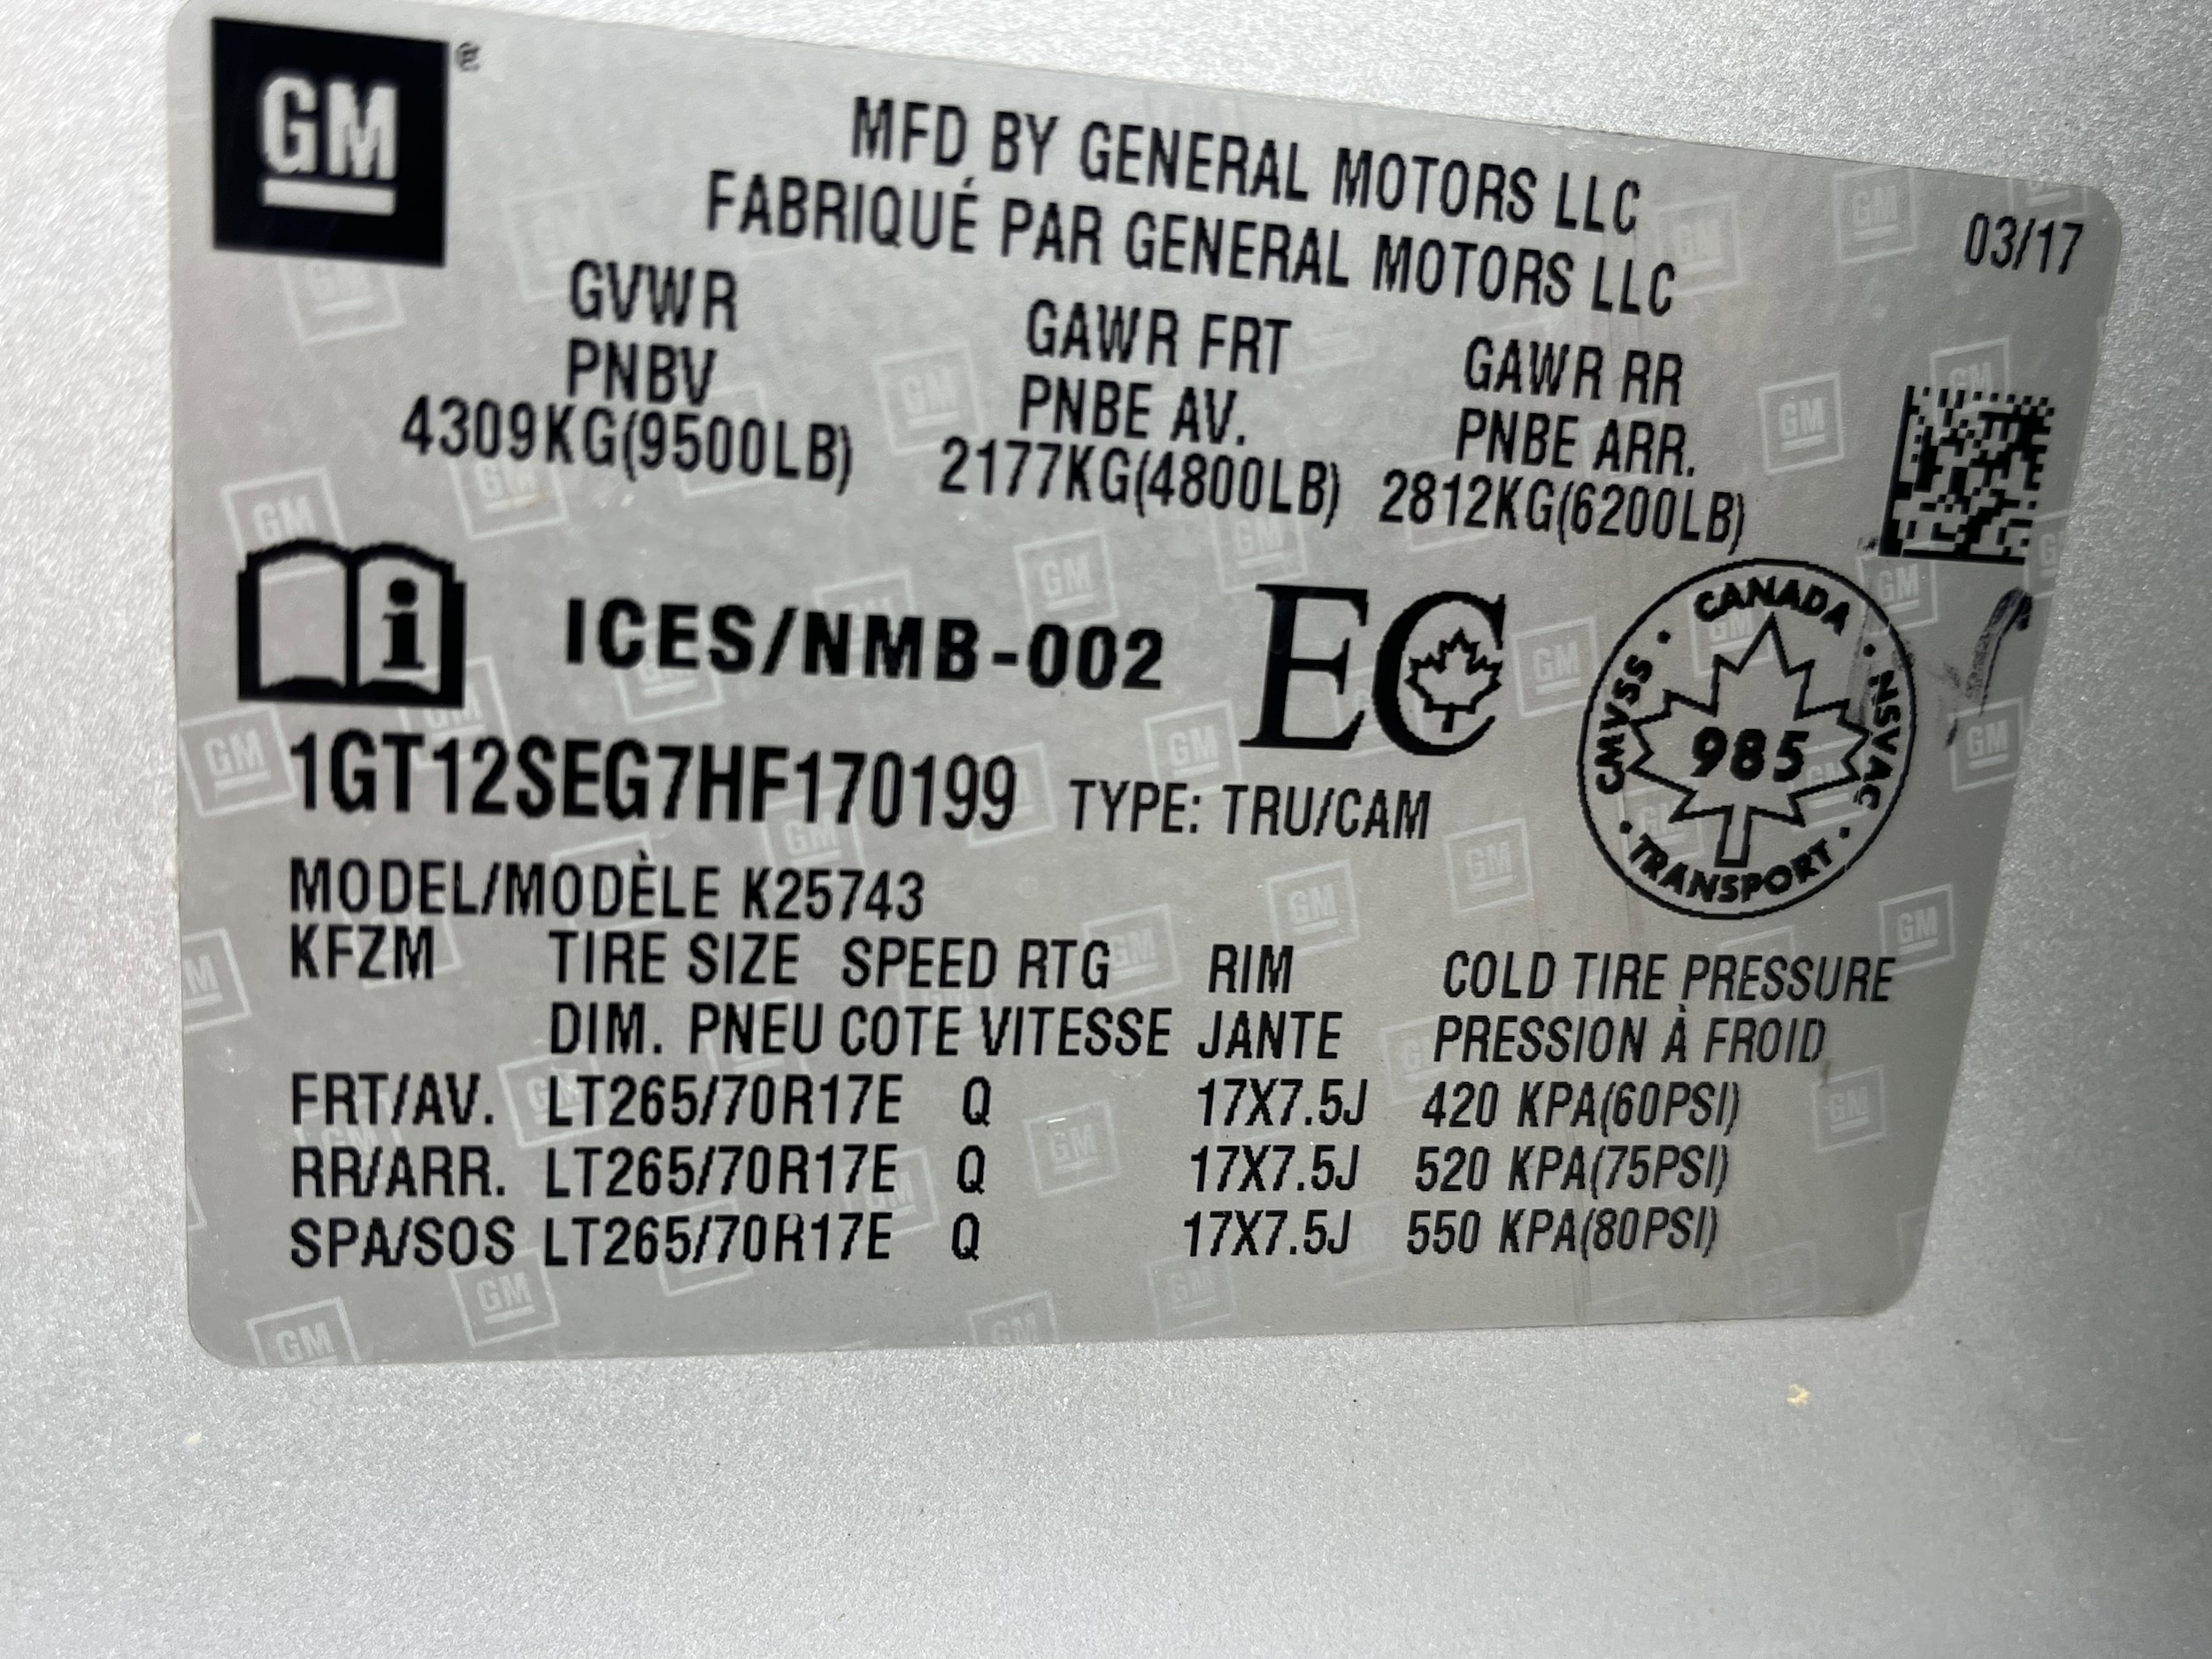 GM
MFD BY GENERAL MOTORS LLC
FABRIQUÉ PAR GENERAL MOTORS LLC
03/17
GVWR
PNBV
4309KG(9500LB)
GAWR FRT
PNBE AV.
2177KG(4800LB)
GAWR RR
PNBE ARR.
2812KG(6200LB)
i
ICES/NMB-002
EC
CANADA · NSVAC · TRANSPORT · CMVSS ·
985
1GT12SEG7HF170199 TYPE: TRU/CAM
MODEL/MODÈLE K25743
KFZM TIRE SIZE SPEED RTG RIM COLD TIRE PRESSURE
DIM. PNEU COTE VITESSE JANTE PRESSION À FROID
FRT/AV. LT265/70R17E Q 17X7.5J 420 KPA(60PSI)
RR/ARR. LT265/70R17E Q 17X7.5J 520 KPA(75PSI)
SPA/SOS LT265/70R17E Q 17X7.5J 550 KPA(80PSI)